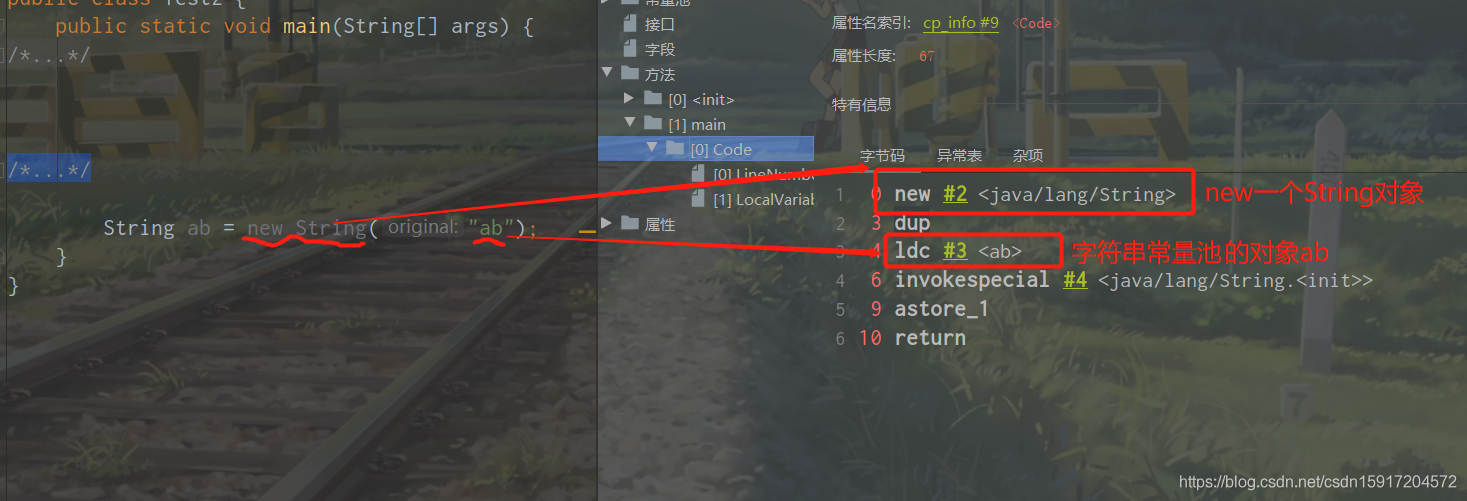 public class Test2 {
public static void main(String[] args) {
/*...*/
/*...*/
String ab = new String( original: "ab");
}
}
常量池
接口
字段
方法
[0] <init>
[1] main
[0] Code
[0] LineNumbe
[1] LocalVariab
属性
属性名索引: cp_info #9 <Code>
属性长度: 67
特有信息
字节码 异常表 杂项
1 0 new #2 <java/lang/String> new一个String对象
2 3 dup
3 4 ldc #3 <ab> 字符串常量池的对象ab
4 6 invokespecial #4 <java/lang/String.<init>>
5 9 astore_1
6 10 return
https://blog.csdn.net/csdn15917204572